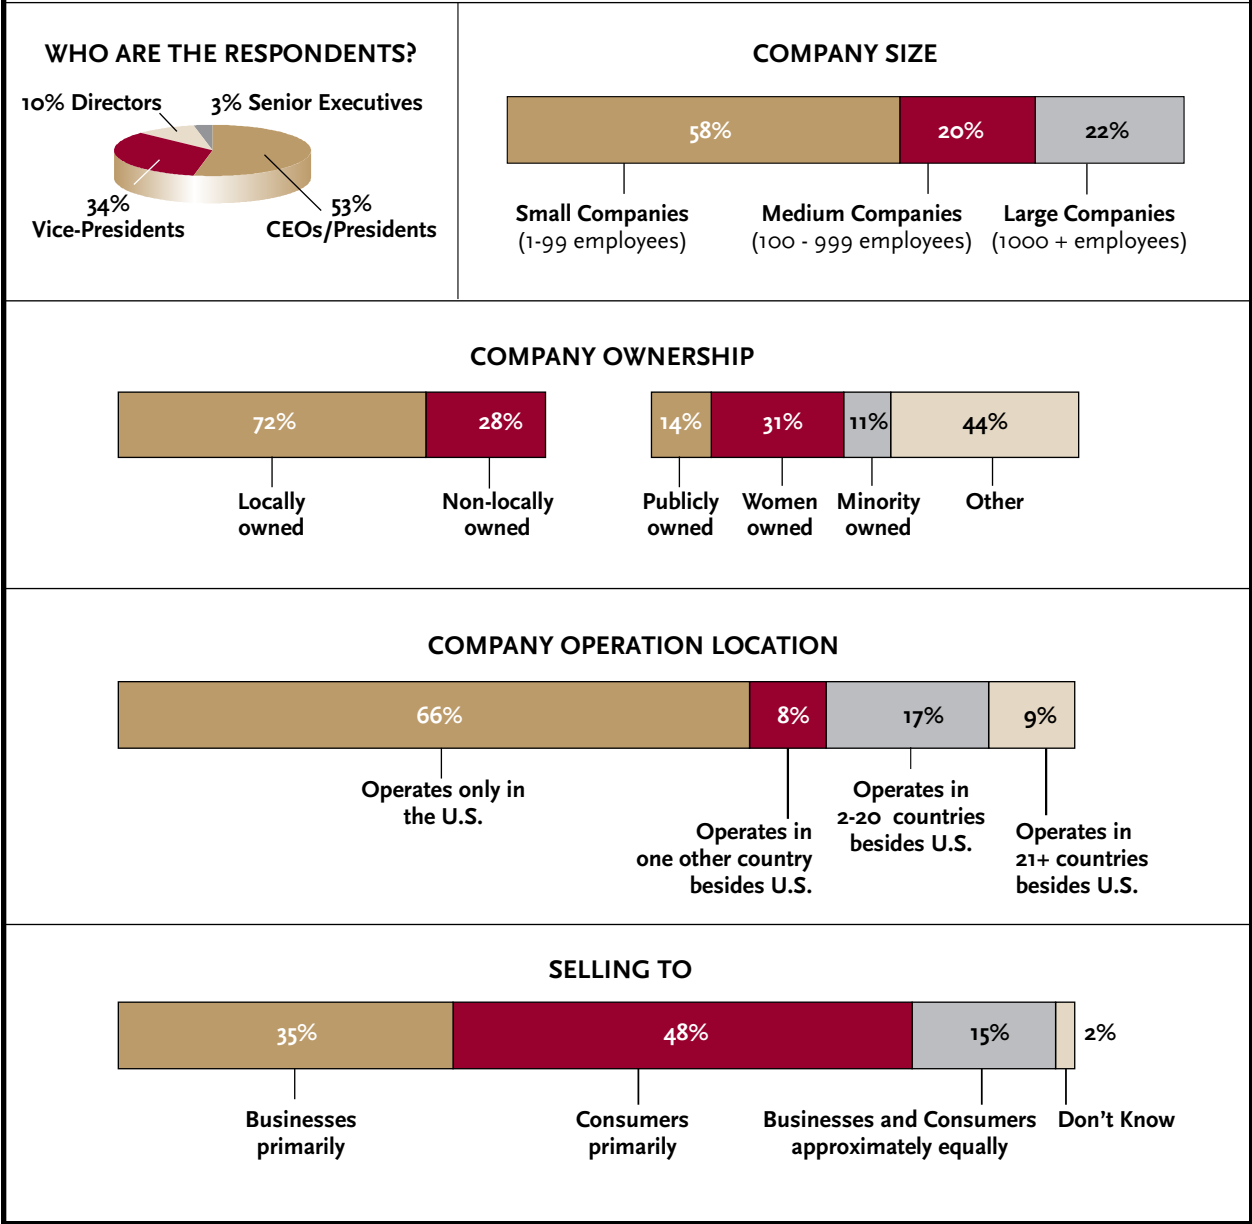 WHO ARE THE RESPONDENTS?
10% Directors
3% Senior Executives
34%
Vice-Presidents
53%
CEOs/Presidents
COMPANY SIZE
58%
20%
22%
Small Companies
(1-99 employees)
Medium Companies
(100 - 999 employees)
Large Companies
(1000 + employees)
COMPANY OWNERSHIP
72%
28%
Locally
owned
Non-locally
owned
14%
31%
11%
44%
Publicly
owned
Women
owned
Minority
owned
Other
COMPANY OPERATION LOCATION
66%
8%
17%
9%
Operates only in
the U.S.
Operates in
one other country
besides U.S.
Operates in
2-20 countries
besides U.S.
Operates in
21+ countries
besides U.S.
SELLING TO
35%
48%
15%
2%
Businesses
primarily
Consumers
primarily
Businesses and Consumers
approximately equally
Don't Know